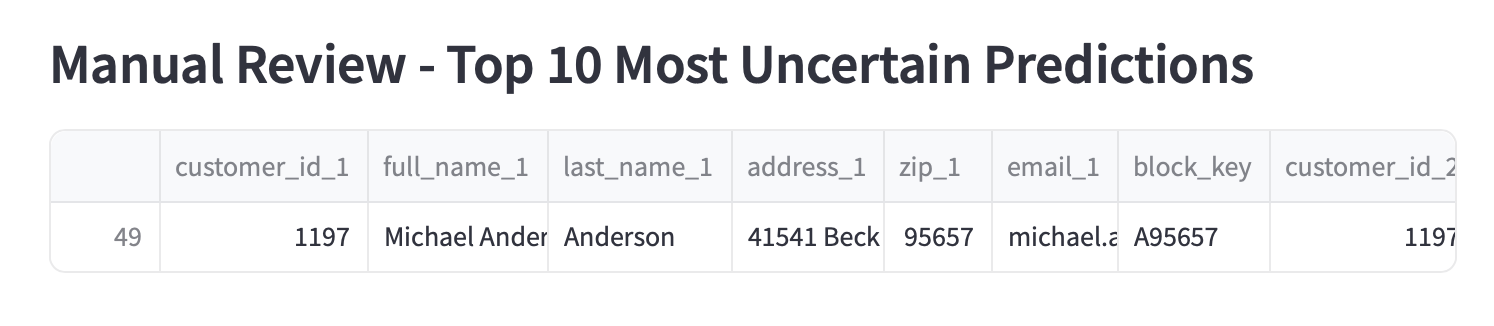 Manual Review - Top 10 Most Uncertain Predictions
customer_id_1 full_name_1 last_name_1 address_1 zip_1 email_1 block_key customer_id_2
49 1197 Michael Ander Anderson 41541 Beck 95657 michael.a A95657 1197